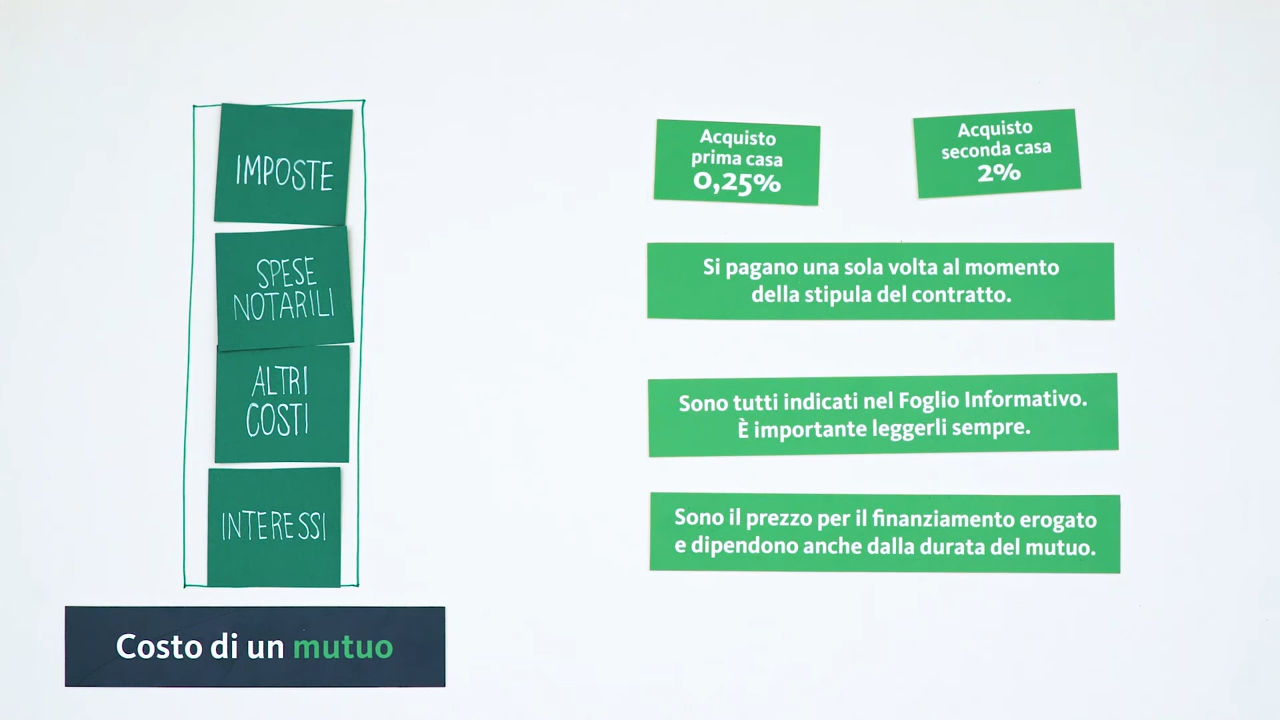 IMPOSTE
Acquisto
prima casa
0,25%
Acquisto
seconda casa
2%
SPESE
NOTARILI
Si pagano una sola volta al momento
della stipula del contratto.
ALTRI
COSTI
Sono tutti indicati nel Foglio Informativo.
È importante leggerli sempre.
INTERESSI
Sono il prezzo per il finanziamento erogato
e dipendono anche dalla durata del mutuo.
Costo di un mutuo